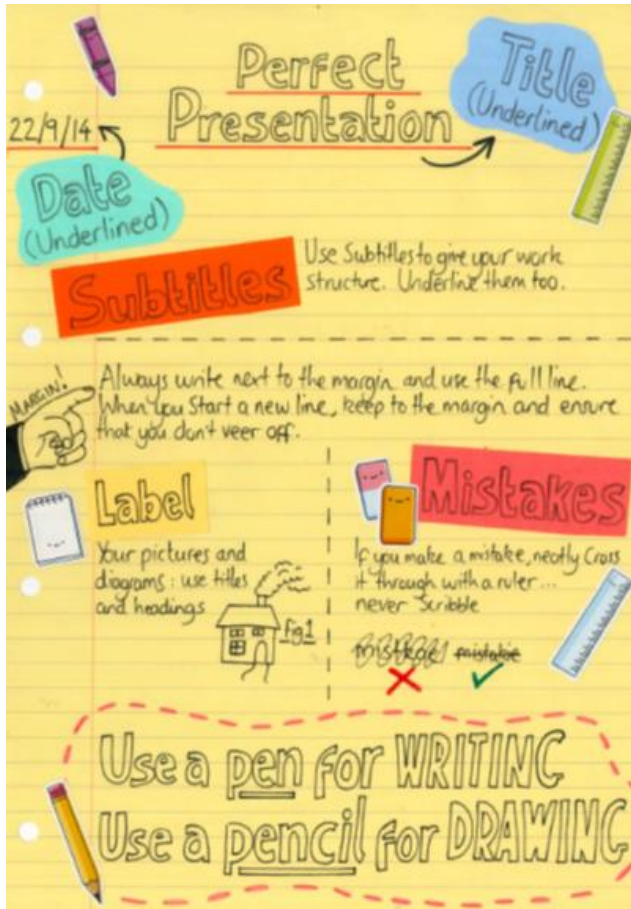 Perfect
Presentation
Title
(Underlined)
22/9/14
Date
(Underlined)
Subtitles
Use Subtitles to give your work
structure. Underline them too.
MARGIN!
Always write next to the margin and use the full line.
When you Start a new line, keep to the margin and ensure
that you don't veer off.
Label
Your pictures and
diagrams: use titles
and headings
fig1
Mistakes
If you make a mistake, neatly Cross
it through with a ruler...
never Scribble
mistkae mistake
Use a pen for WRITING
Use a pencil for DRAWING